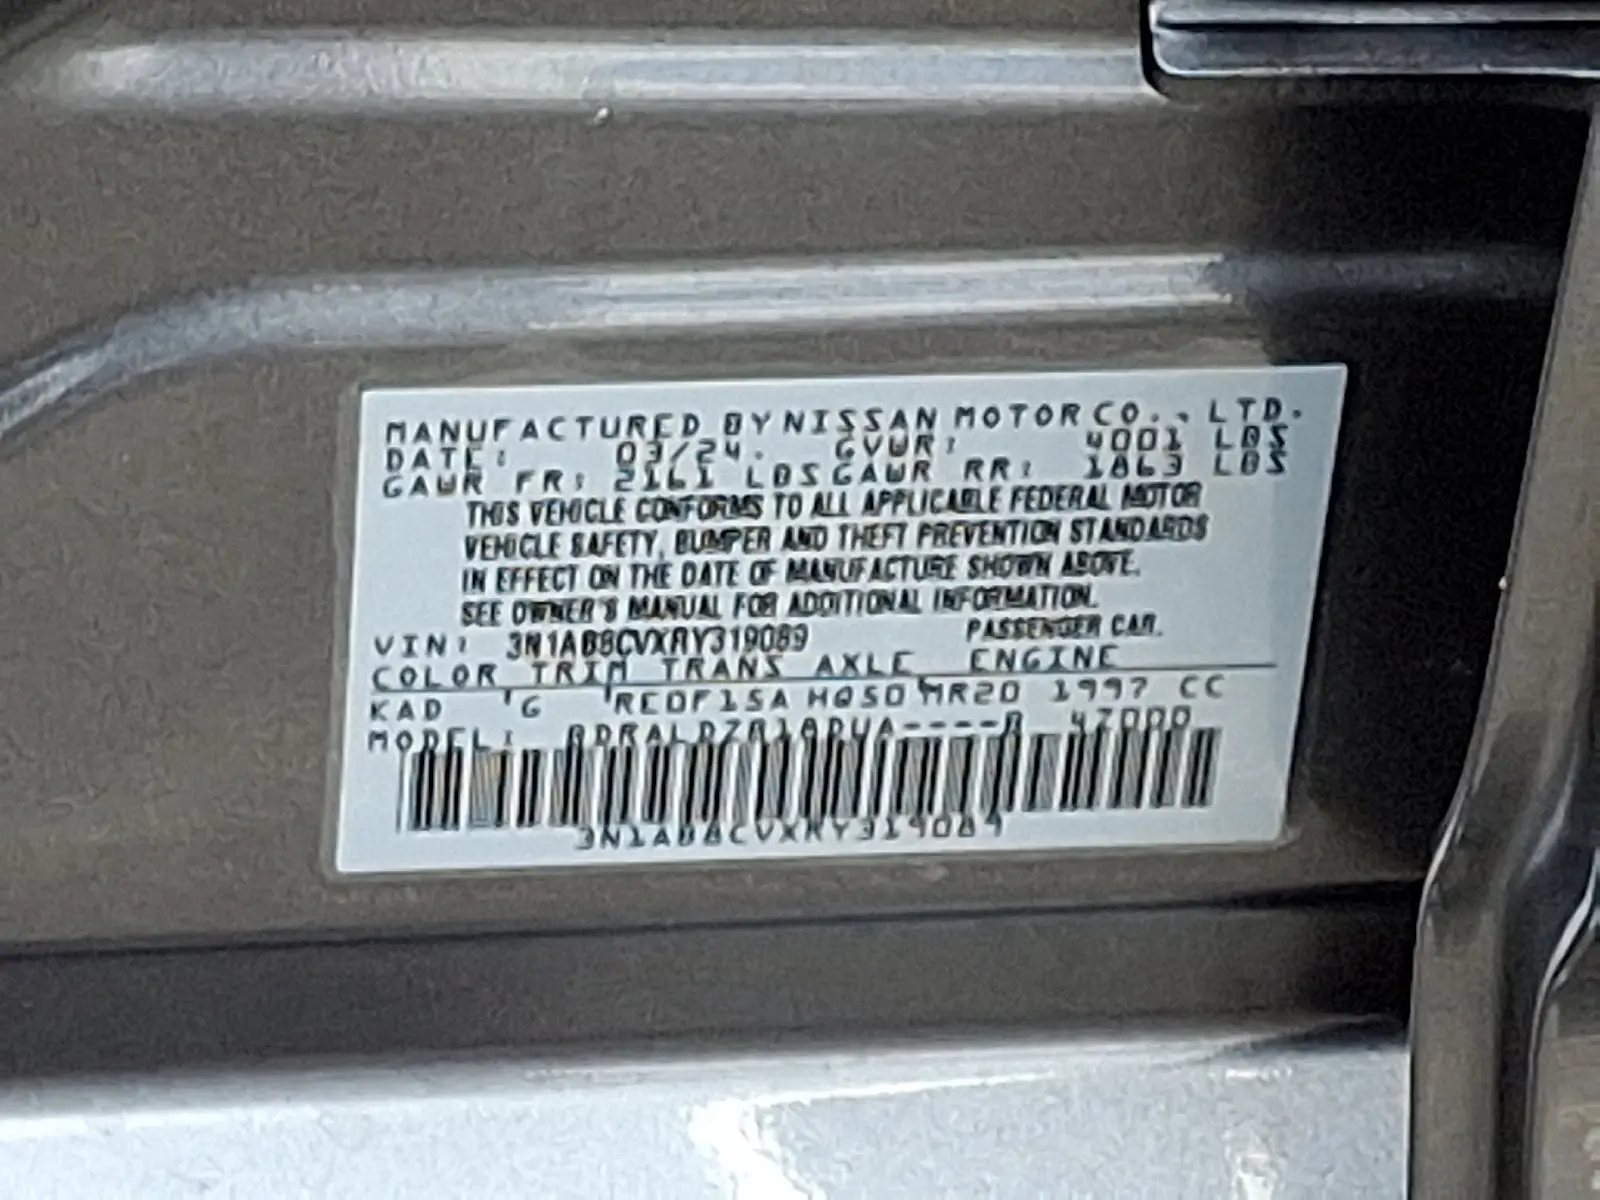 MANUFACTURED BY NISSAN MOTOR CO., LTD.
DATE: 03/24. GVWR: 4001 LBS
GAWR FR: 2161 LBS GAWR RR: 1863 LBS
THIS VEHICLE CONFORMS TO ALL APPLICABLE FEDERAL MOTOR
VEHICLE SAFETY, BUMPER AND THEFT PREVENTION STANDARDS
IN EFFECT ON THE DATE OF MANUFACTURE SHOWN ABOVE.
SEE OWNER'S MANUAL FOR ADDITIONAL INFORMATION.
VIN: 3N1AB8CVXRY319089 PASSENGER CAR.
COLOR TRIM TRANS AXLE ENGINE
KAD G RE0F15A HQ50 MR20 1997 CC
MODEL:
3N1AB8CVXRY319089